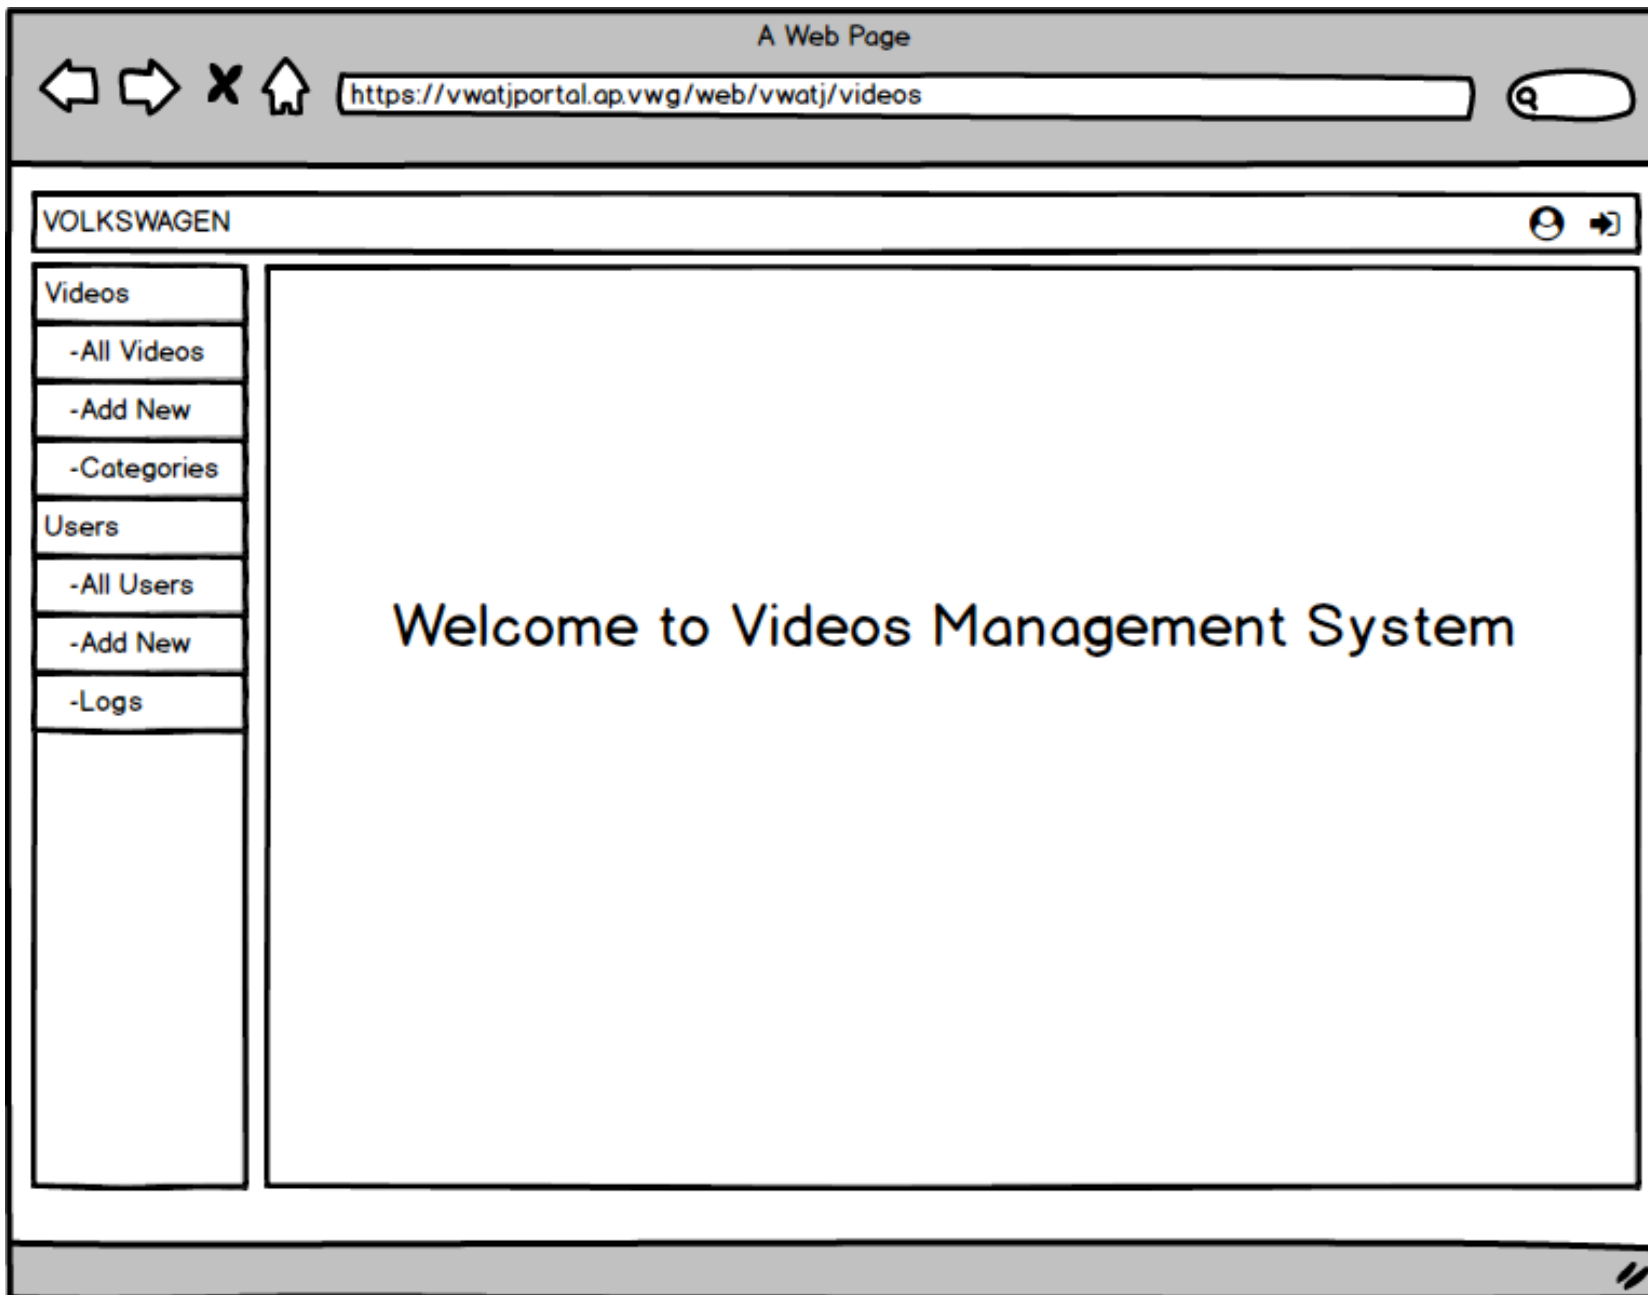 A Web Page
https://vwatjportal.ap.vwg/web/vwatj/videos
VOLKSWAGEN
Videos
-All Videos
-Add New
-Categories
Users
-All Users
-Add New
-Logs
Welcome to Videos Management System